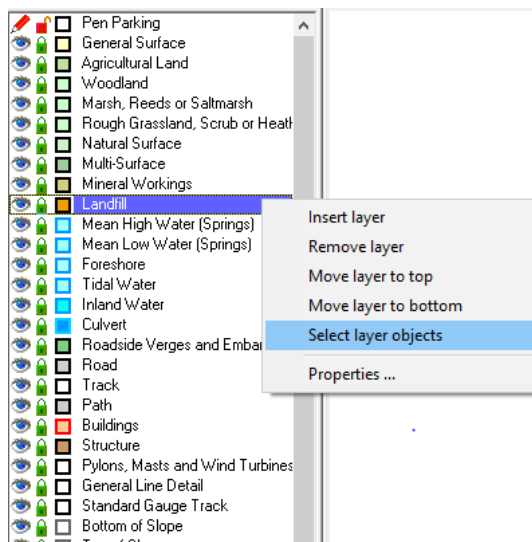 Pen Parking
General Surface
Agricultural Land
Woodland
Marsh, Reeds or Saltmarsh
Rough Grassland, Scrub or Heath
Natural Surface
Multi-Surface
Mineral Workings
Landfill
Mean High Water (Springs)
Mean Low Water (Springs)
Foreshore
Tidal Water
Inland Water
Culvert
Roadside Verges and Embar
Road
Track
Path
Buildings
Structure
Pylons, Masts and Wind Turbines
General Line Detail
Standard Gauge Track
Bottom of Slope
Insert layer
Remove layer
Move layer to top
Move layer to bottom
Select layer objects
Properties ...